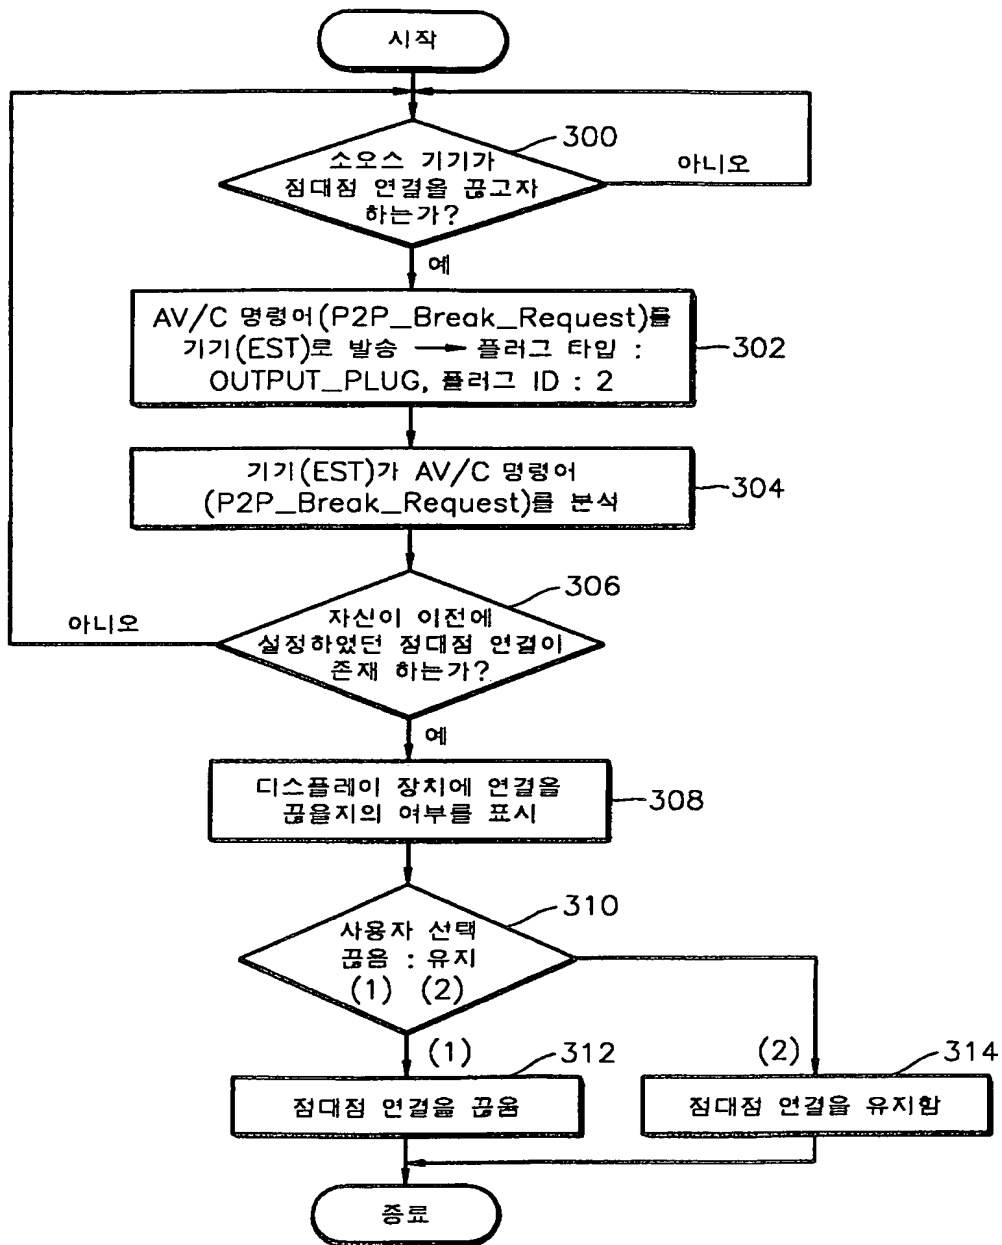 시작
300
소오스 기기가
점대점 연결을 끊고자
하는가?
아니오
예
AV/C 명령어(P2P_Break_Request)를
기기(EST)로 발송 → 플러그 타입 :
OUTPUT_PLUG, 플러그 ID : 2
302
기기(EST)가 AV/C 명령어
(P2P_Break_Request)를 분석
304
306
자신이 이전에
설정하였던 점대점 연결이
존재 하는가?
아니오
예
디스플레이 장치에 연결을
끊을지의 여부를 표시
308
310
사용자 선택
끊음 : 유지
(1) (2)
(1)
312
(2)
314
점대점 연결을 끊음
점대점 연결을 유지함
종료